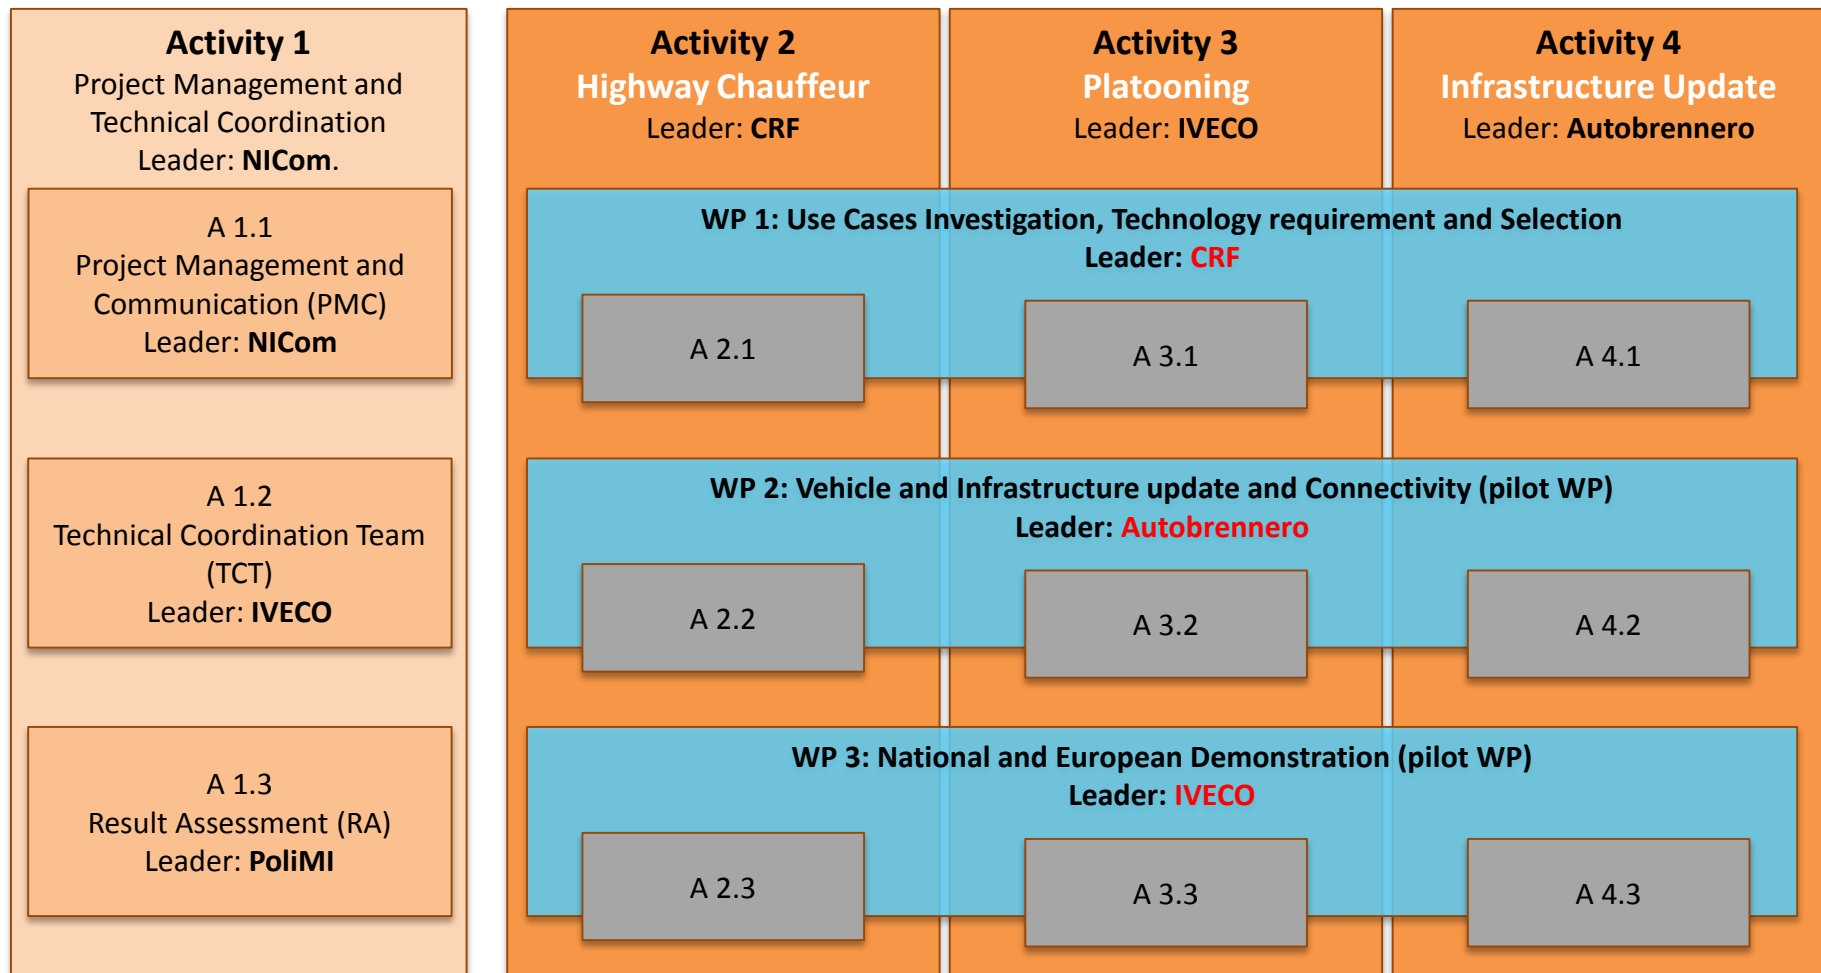 Activity 1
Project Management and
Technical Coordination
Leader: NICom.
A 1.1
Project Management and
Communication (PMC)
Leader: NICom
A 1.2
Technical Coordination Team
(TCT)
Leader: IVECO
A 1.3
Result Assessment (RA)
Leader: PoliMI
Activity 2
Highway Chauffeur
Leader: CRF
Activity 3
Platooning
Leader: IVECO
Activity 4
Infrastructure Update
Leader: Autobrennero
WP 1: Use Cases Investigation, Technology requirement and Selection
Leader: CRF
A 2.1
A 3.1
A 4.1
WP 2: Vehicle and Infrastructure update and Connectivity (pilot WP)
Leader: Autobrennero
A 2.2
A 3.2
A 4.2
WP 3: National and European Demonstration (pilot WP)
Leader: IVECO
A 2.3
A 3.3
A 4.3